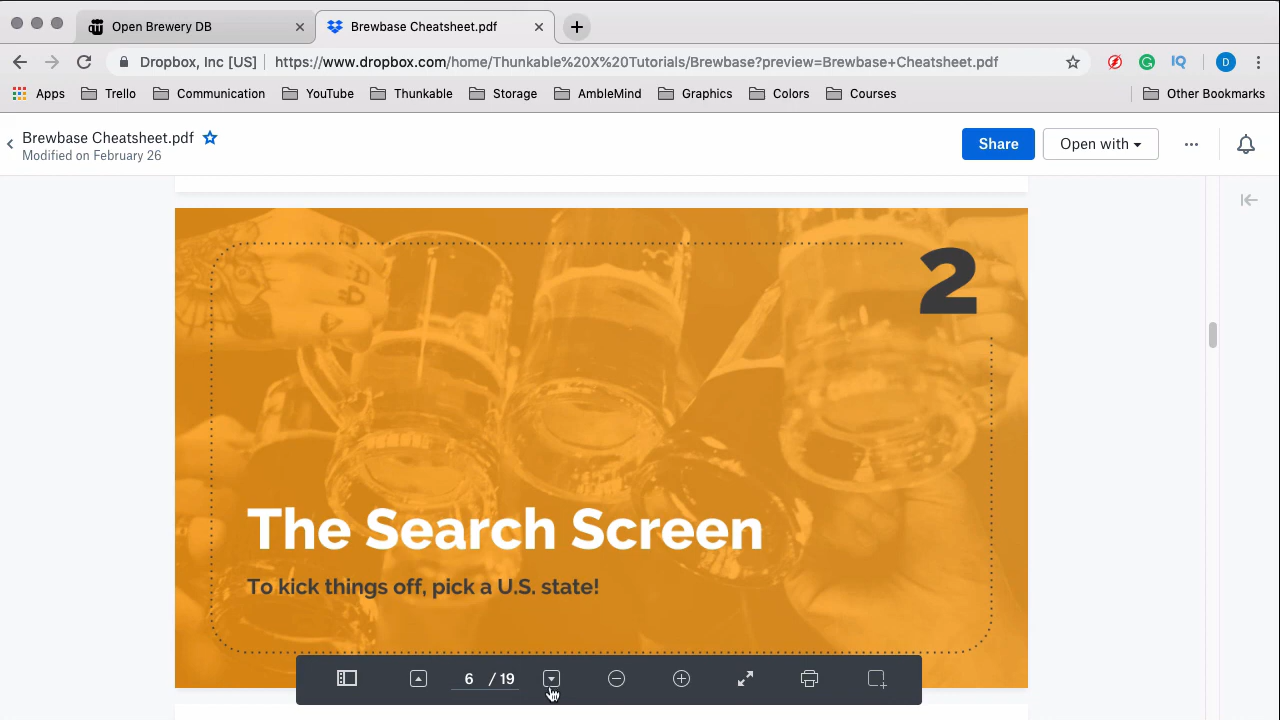 Open Brewery DB
Brewbase Cheatsheet.pdf
Dropbox, Inc [US]
https://www.dropbox.com/home/Thunkable%20X%20Tutorials/Brewbase?preview=Brewbase+Cheatsheet.pdf
IQ
D
Apps Trello Communication YouTube Thunkable Storage AmbleMind Graphics Colors Courses Other Bookmarks
Brewbase Cheatsheet.pdf
Modified on February 26
Share
Open with
2
The Search Screen
To kick things off, pick a U.S. state!
6 / 19